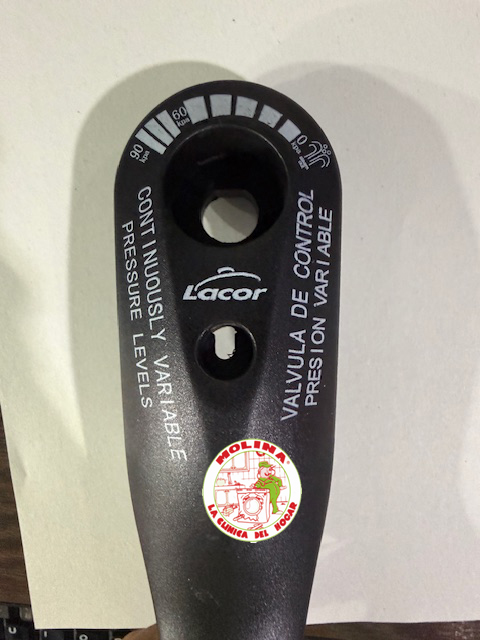 90 kpa
60 kpa
0 kpa
CONTINUOUSLY VARIABLE
PRESSURE LEVELS
Lacor
VALVULA DE CONTROL
PRESION VARIABLE
MOLINA
LA CLINICA DEL HOGAR